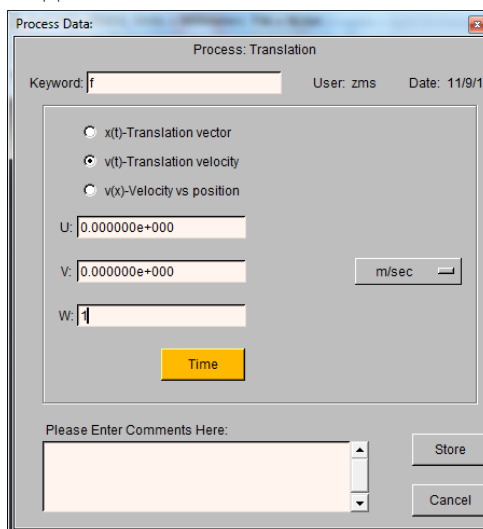 Process Data:
Process: Translation
Keyword: f User: zms Date: 11/9/1
x(t)-Translation vector
v(t)-Translation velocity
v(x)-Velocity vs position
U: 0.000000e+000
V: 0.000000e+000 m/sec
W: 1
Time
Please Enter Comments Here:
Store
Cancel